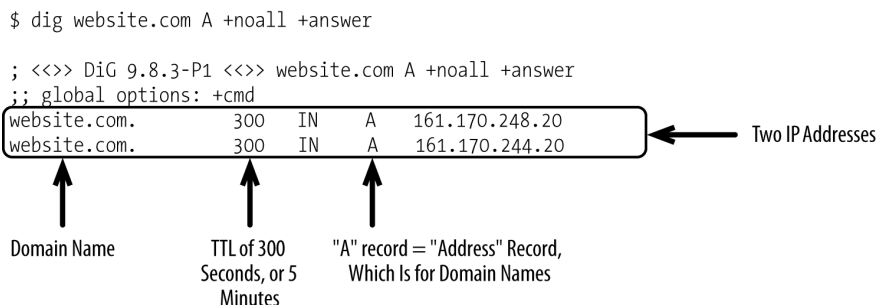 $ dig website.com A +noall +answer
; <<>> DiG 9.8.3-P1 <<>> website.com A +noall +answer
;; global options: +cmd
website.com. 300 IN A 161.170.248.20
website.com. 300 IN A 161.170.244.20
Two IP Addresses
Domain Name
TTL of 300
Seconds, or 5
Minutes
"A" record = "Address" Record,
Which Is for Domain Names